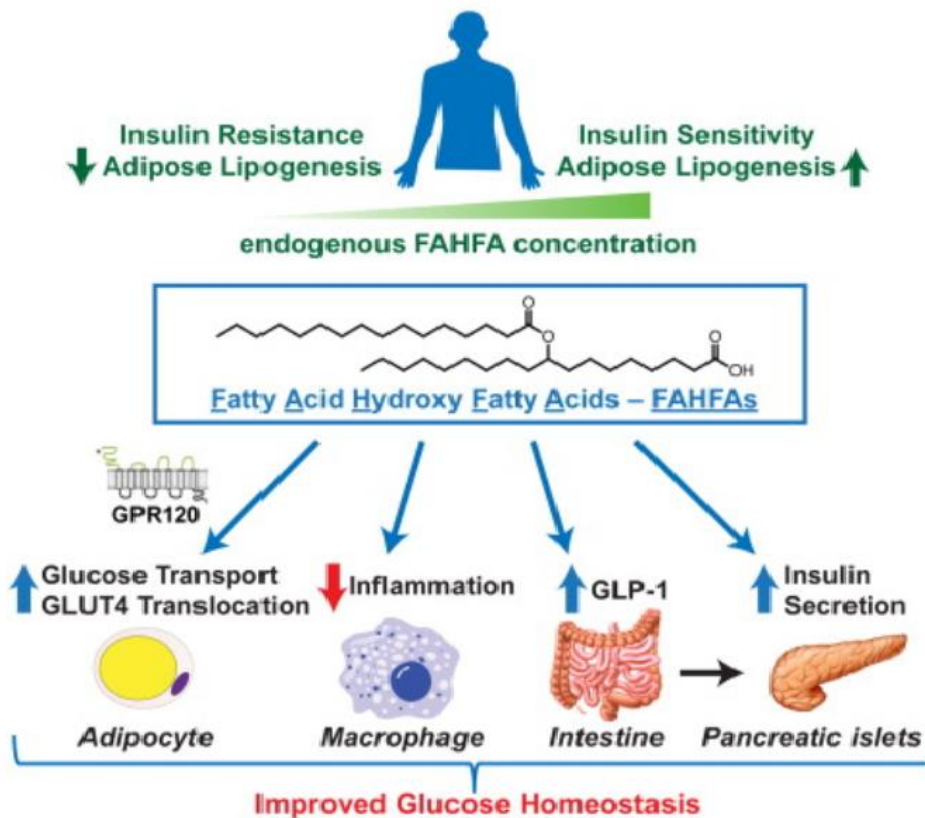 Insulin Resistance
Adipose Lipogenesis
Insulin Sensitivity
Adipose Lipogenesis
endogenous FAHFA concentration
O
O
O
OH
Fatty Acid Hydroxy Fatty Acids – FAHFAs
GPR120
Glucose Transport
GLUT4 Translocation
Inflammation
GLP-1
Insulin
Secretion
Adipocyte
Macrophage
Intestine
Pancreatic islets
Improved Glucose Homeostasis